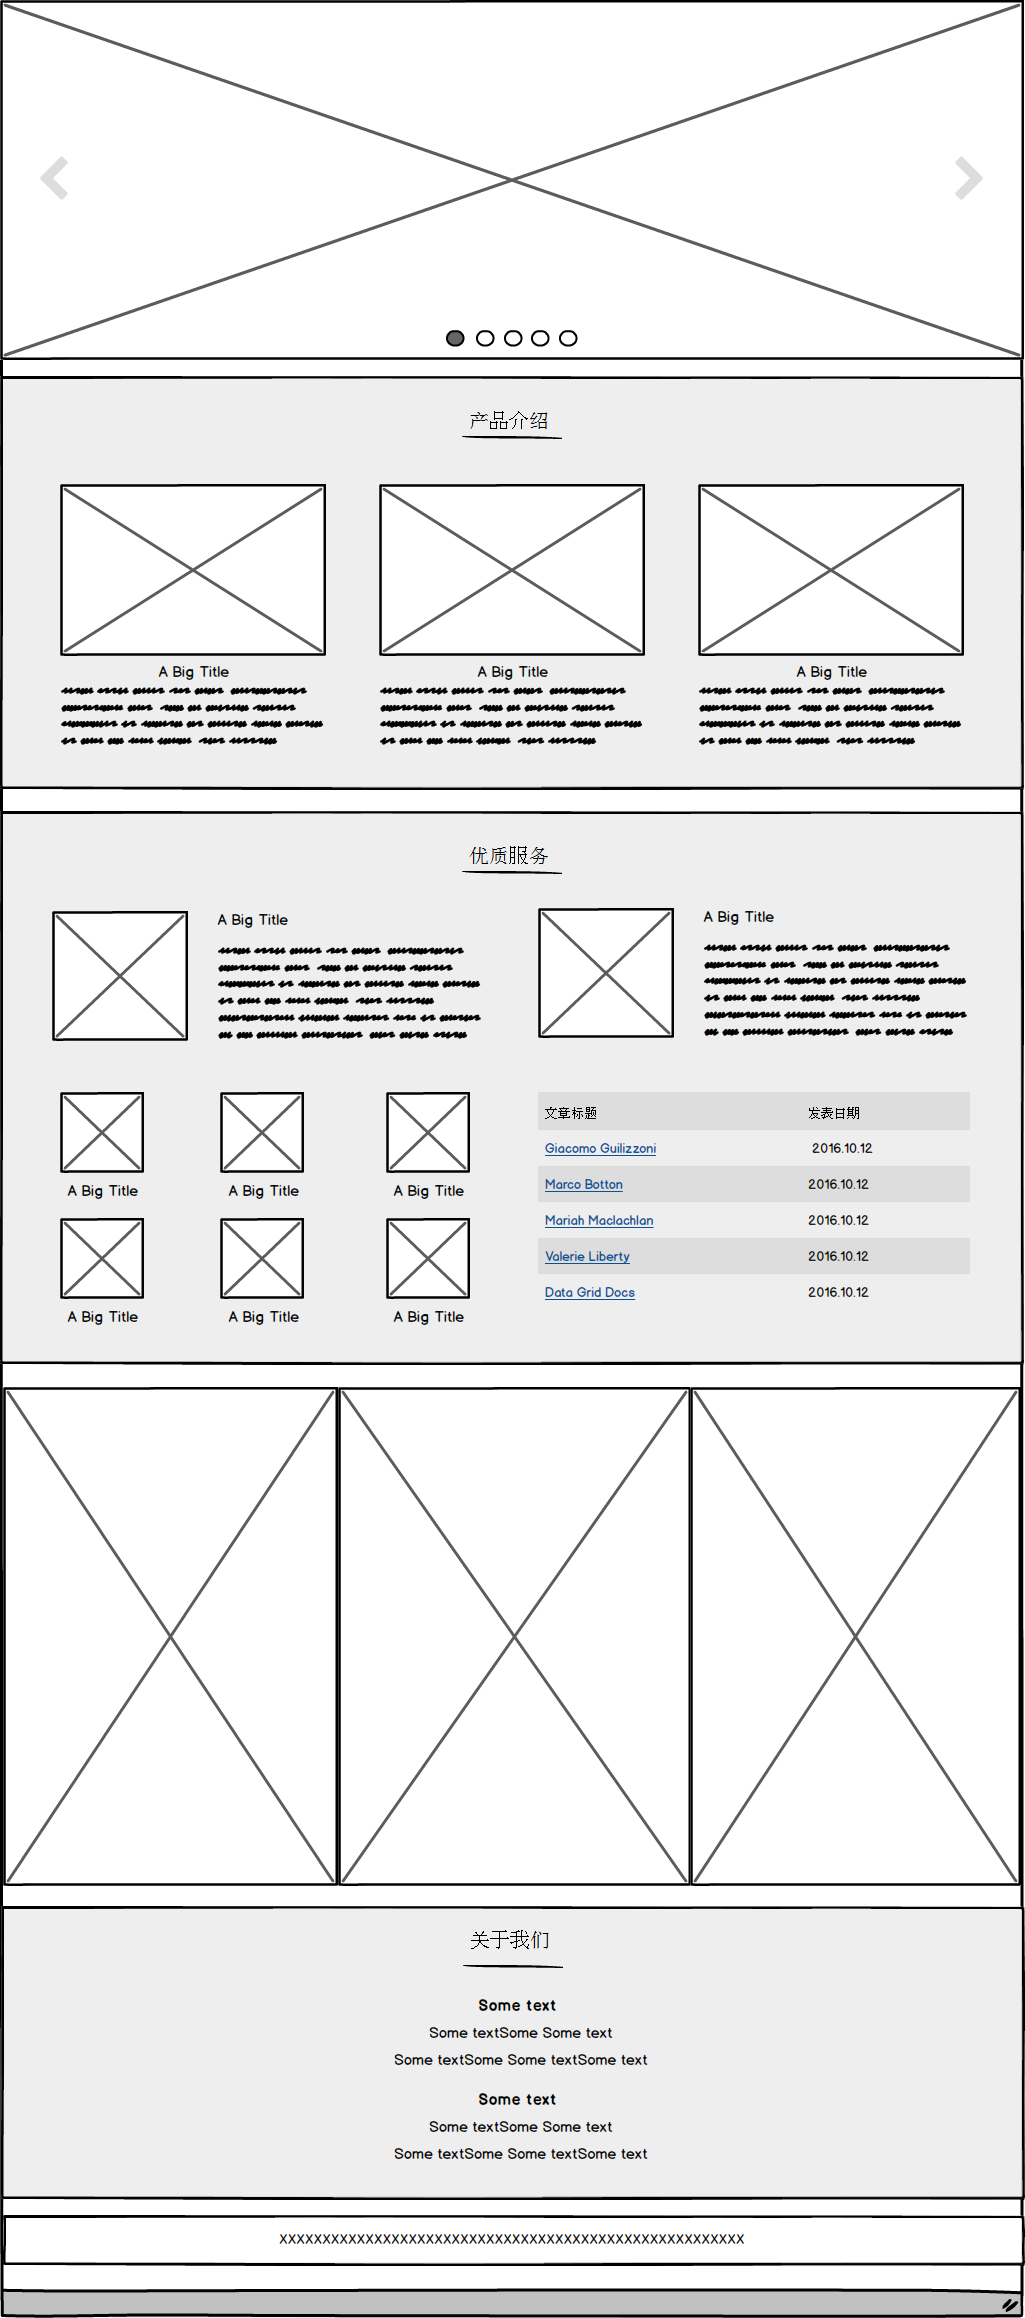 产品介绍
A Big Title
A Big Title
A Big Title
优质服务
A Big Title
A Big Title
A Big Title
A Big Title
A Big Title
A Big Title
A Big Title
A Big Title
文章标题 发表日期
Giacomo Guilizzoni 2016.10.12
Marco Botton 2016.10.12
Mariah Maclachlan 2016.10.12
Valerie Liberty 2016.10.12
Data Grid Docs 2016.10.12
关于我们
Some text
Some textSome Some text
Some textSome Some textSome text
Some text
Some textSome Some text
Some textSome Some textSome text
XXXXXXXXXXXXXXXXXXXXXXXXXXXXXXXXXXXXXXXXXXXXXXXXXXXXX